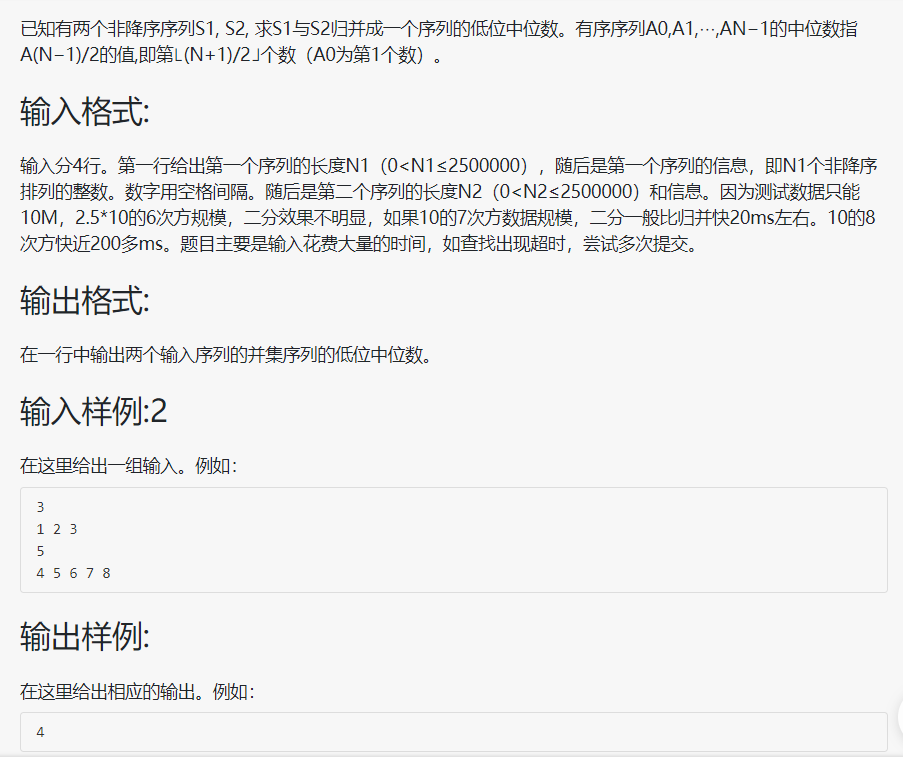 已知有两个非降序序列S1, S2, 求S1与S2归并成一个序列的低位中位数。有序序列A0,A1,⋯,AN−1的中位数指
A(N−1)/2的值,即第⌊(N+1)/2⌋个数（A0为第1个数）。
输入格式:
输入分4行。第一行给出第一个序列的长度N1（0<N1≤2500000），随后是第一个序列的信息，即N1个非降序
排列的整数。数字用空格间隔。随后是第二个序列的长度N2（0<N2≤2500000）和信息。因为测试数据只能
10M，2.5*10的6次方规模，二分效果不明显，如果10的7次方数据规模，二分一般比归并快20ms左右。10的8
次方快近200多ms。题目主要是输入花费大量的时间，如查找出现超时，尝试多次提交。
输出格式:
在一行中输出两个输入序列的并集序列的低位中位数。
输入样例:2
在这里给出一组输入。例如：
3
1 2 3
5
4 5 6 7 8
输出样例:
在这里给出相应的输出。例如：
4